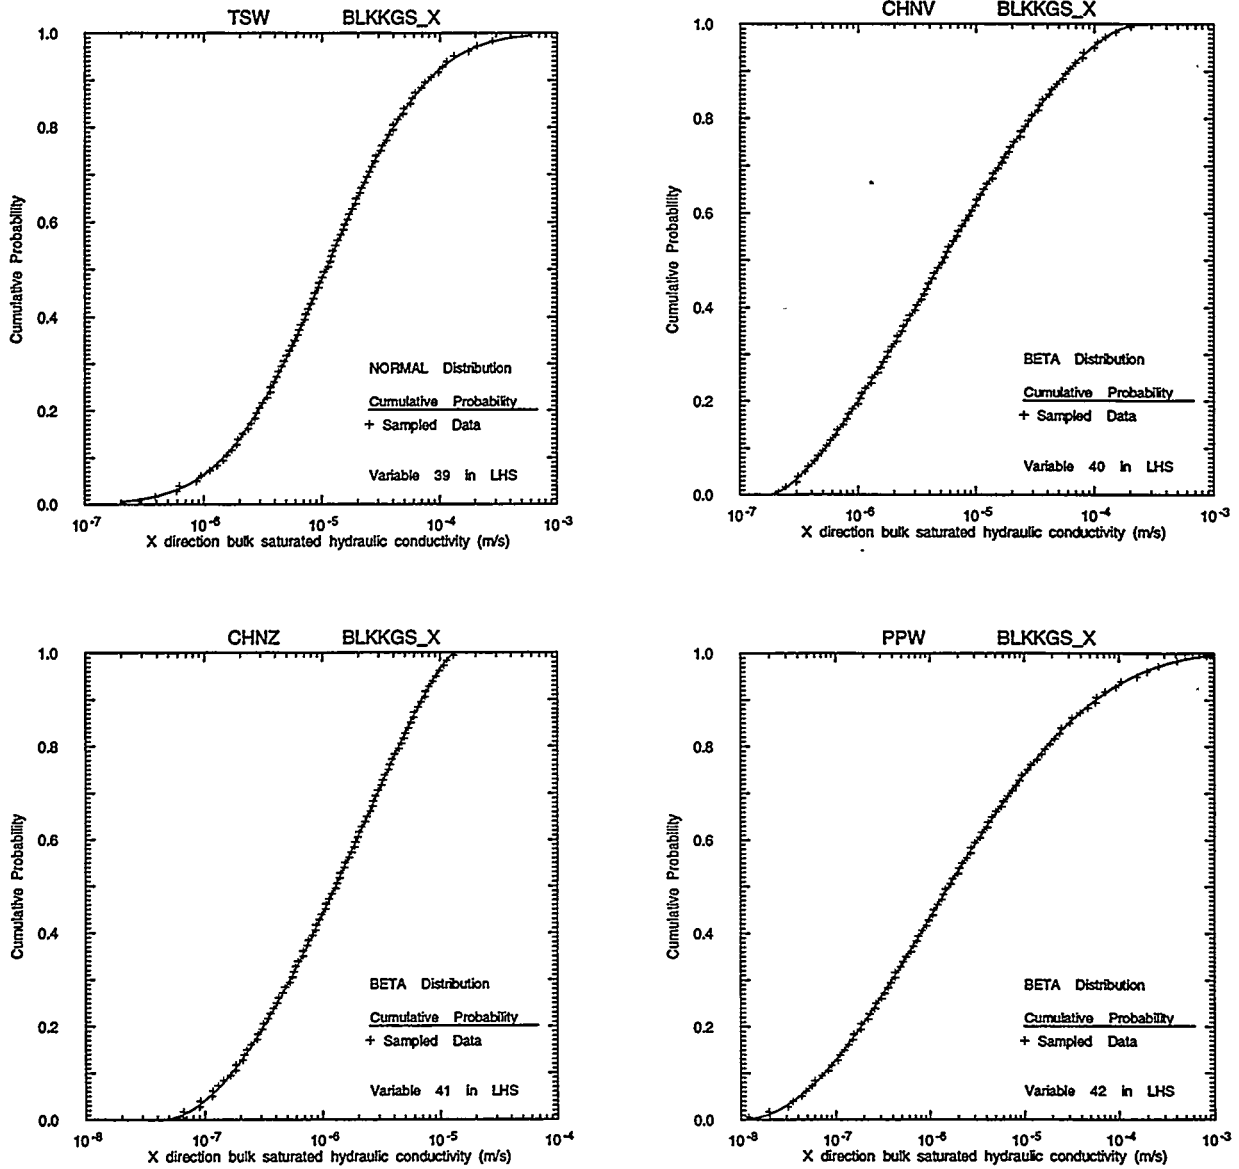 TSW BLKKGS_X
1.0
0.8
0.6
0.4
0.2
0.0
Cumulative Probability
NORMAL Distribution
Cumulative Probability
+ Sampled Data
Variable 39 in LHS
10-7 10-6 10-5 10-4 10-3
X direction bulk saturated hydraulic conductivity (m/s)
CHNV BLKKGS_X
1.0
0.8
0.6
0.4
0.2
0.0
Cumulative Probability
BETA Distribution
Cumulative Probability
+ Sampled Data
Variable 40 in LHS
10-7 10-6 10-5 10-4 10-3
X direction bulk saturated hydraulic conductivity (m/s)
CHNZ BLKKGS_X
1.0
0.8
0.6
0.4
0.2
0.0
Cumulative Probability
BETA Distribution
Cumulative Probability
+ Sampled Data
Variable 41 in LHS
10-8 10-7 10-6 10-5 10-4
X direction bulk saturated hydraulic conductivity (m/s)
PPW BLKKGS_X
1.0
0.8
0.6
0.4
0.2
0.0
Cumulative Probability
BETA Distribution
Cumulative Probability
+ Sampled Data
Variable 42 in LHS
10-8 10-7 10-6 10-5 10-4 10-3
X direction bulk saturated hydraulic conductivity (m/s)